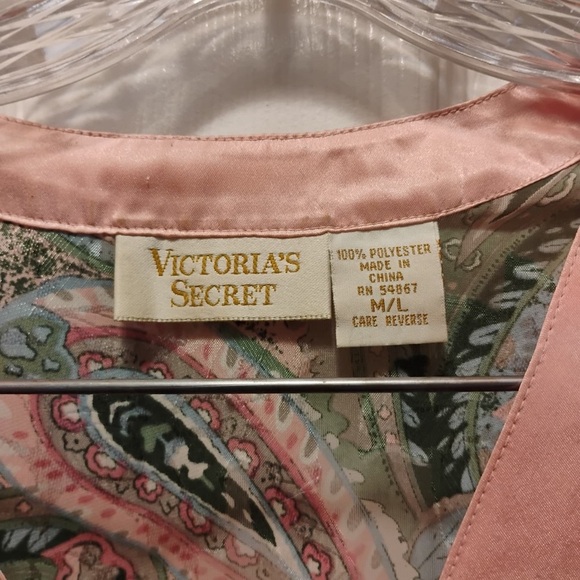 VICTORIA'S
SECRET
100% POLYESTER
MADE IN
CHINA
RN 54867
M/L
CARE REVERSE